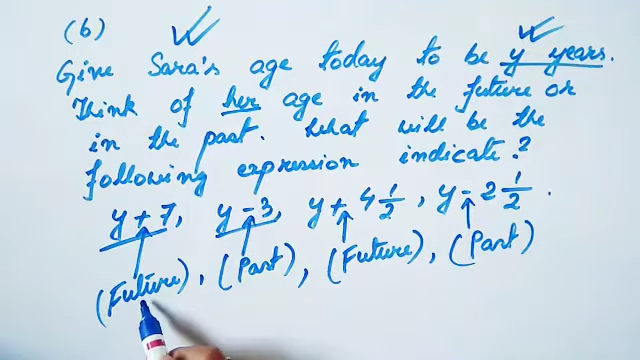 (b)
Give Sara's age today to be y years.
Think of her age in the future or
in the past. What will be the
following expression indicate?
y + 7, y - 3, y + 4 1/2, y - 2 1/2.
(Future), (Past), (Future), (Past)